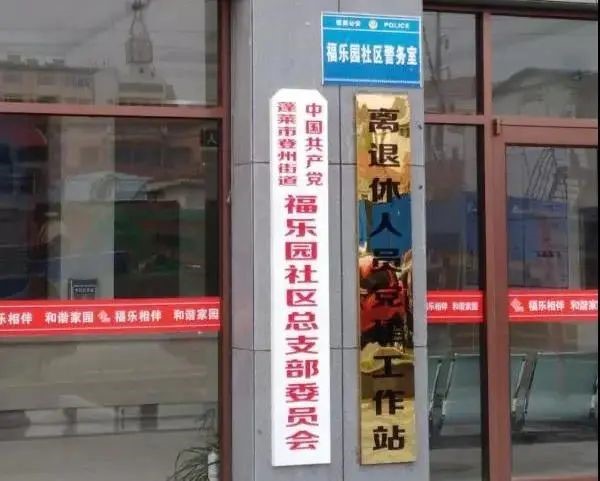 POLICE
福乐园社区警务室
中国共产党
蓬莱市登州街道
福乐园社区总支部委员会
离退休人员党建工作站
乐相伴 和谐家园 福乐相伴 和谐家园
福乐相伴 和谐